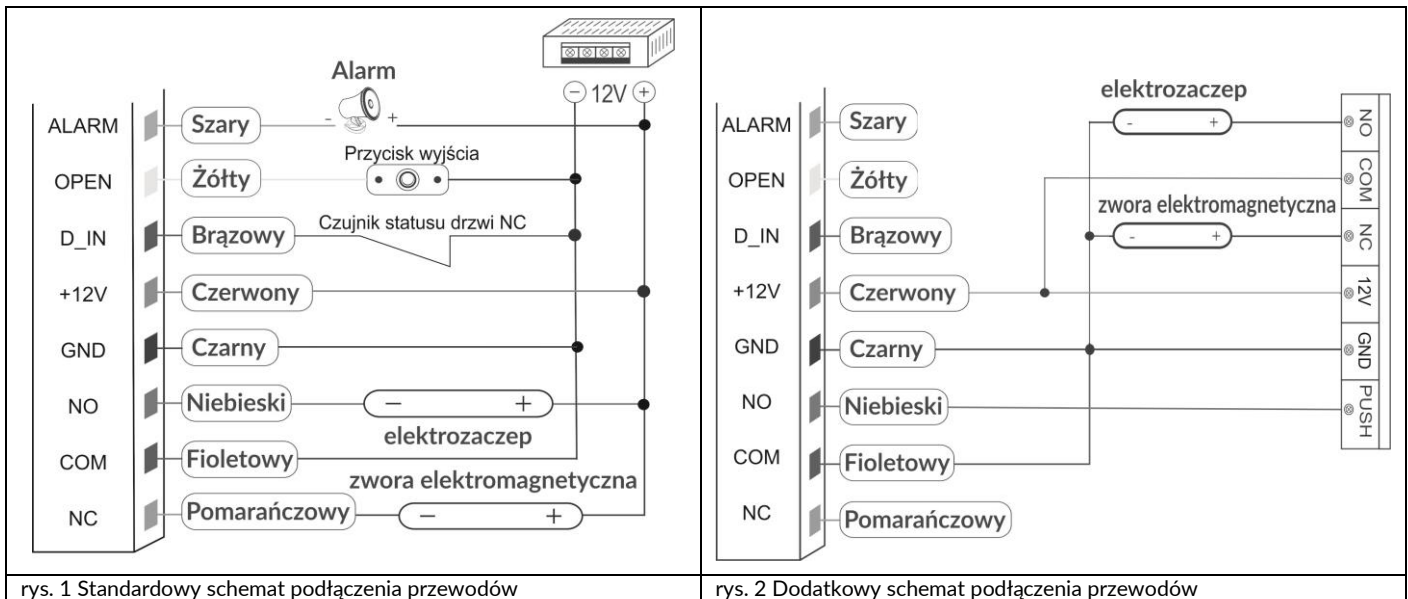 Alarm
− 12V +
ALARM Szary - +
Przycisk wyjścia
OPEN Żółty
Czujnik statusu drzwi NC
D_IN Brązowy
+12V Czerwony
GND Czarny
NO Niebieski − +
elektrozaczep
COM Fioletowy
zwora elektromagnetyczna
NC Pomarańczowy − +
rys. 1 Standardowy schemat podłączenia przewodów
elektrozaczep
ALARM Szary - + NO
OPEN Żółty COM
zwora elektromagnetyczna
D_IN Brązowy - + NC
+12V Czerwony 12V
GND Czarny GND
NO Niebieski PUSH
COM Fioletowy
NC Pomarańczowy
rys. 2 Dodatkowy schemat podłączenia przewodów